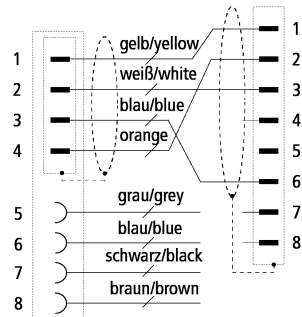 1 gelb/yellow 1
2 weiß/white 2
3 blau/blue 3
4 orange 4
5
6
5 grau/grey 7
6 blau/blue 8
7 schwarz/black
8 braun/brown